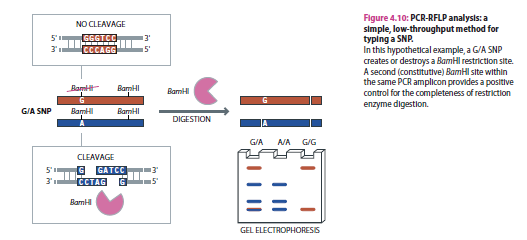 NO CLEAVAGE
5' GGGTCC 3'
3' CCCAGG 5'
BamHI BamHI
G
G/A SNP BamHI BamHI
A
BamHI
DIGESTION
G
A
CLEAVAGE
5' G GATCC 3'
3' CCTAG G 5'
BamHI
G/A A/A G/G
GEL ELECTROPHORESIS
Figure 4.10: PCR-RFLP analysis: a
simple, low-throughput method for
typing a SNP.
In this hypothetical example, a G/A SNP
creates or destroys a BamHI restriction site.
A second (constitutive) BamHI site within
the same PCR amplicon provides a positive
control for the completeness of restriction
enzyme digestion.